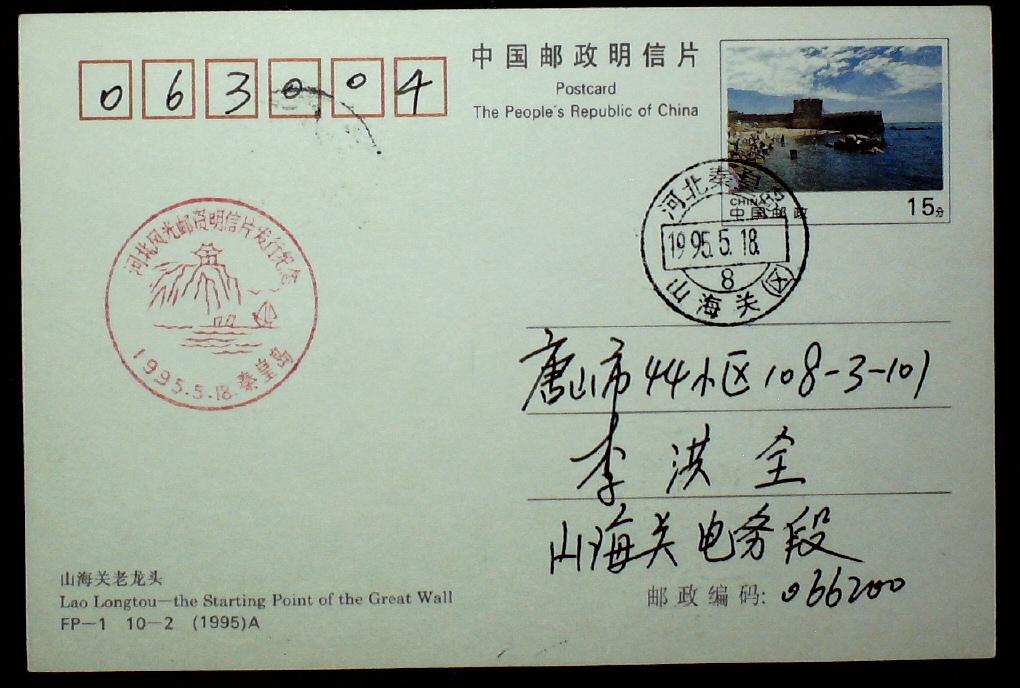 063004
中国邮政明信片
Postcard
The People's Republic of China
CHINA
中国邮政
15分
河北秦皇岛
1995.5.18.
8
山海关(区)
河北风光邮资明信片发行纪念
1995.5.18.秦皇岛
唐山市44小区108-3-101
李洪全
山海关电务段
邮政编码: 066200
山海关老龙头
Lao Longtou—the Starting Point of the Great Wall
FP—1 10—2 (1995)A